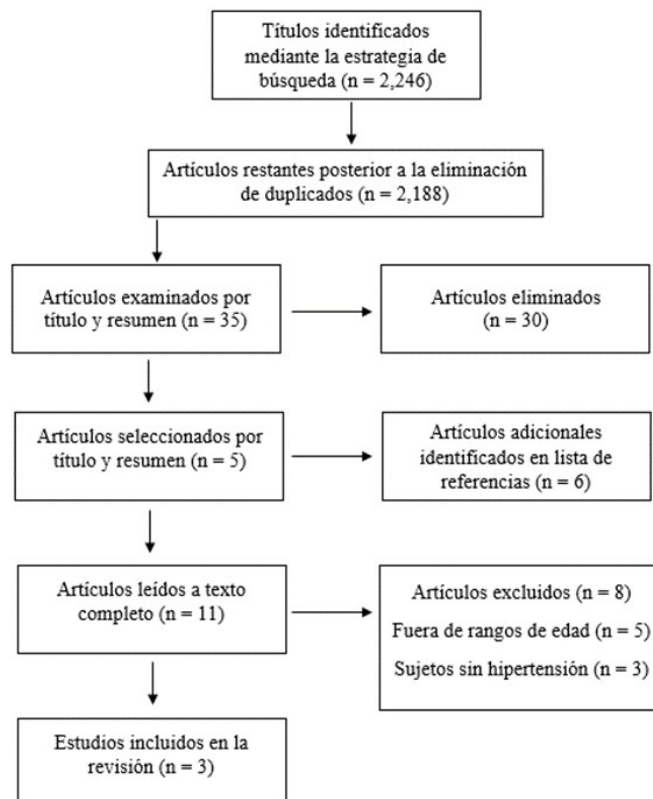 Títulos identificados
mediante la estrategia de
búsqueda (n = 2,246)
Artículos restantes posterior a la eliminación
de duplicados (n = 2,188)
Artículos examinados por
título y resumen (n = 35)
Artículos eliminados
(n = 30)
Artículos seleccionados por
título y resumen (n = 5)
Artículos adicionales
identificados en lista de
referencias (n = 6)
Artículos leídos a texto
completo (n = 11)
Artículos excluidos (n = 8)
Fuera de rangos de edad (n = 5)
Sujetos sin hipertensión (n = 3)
Estudios incluidos en la
revisión (n = 3)